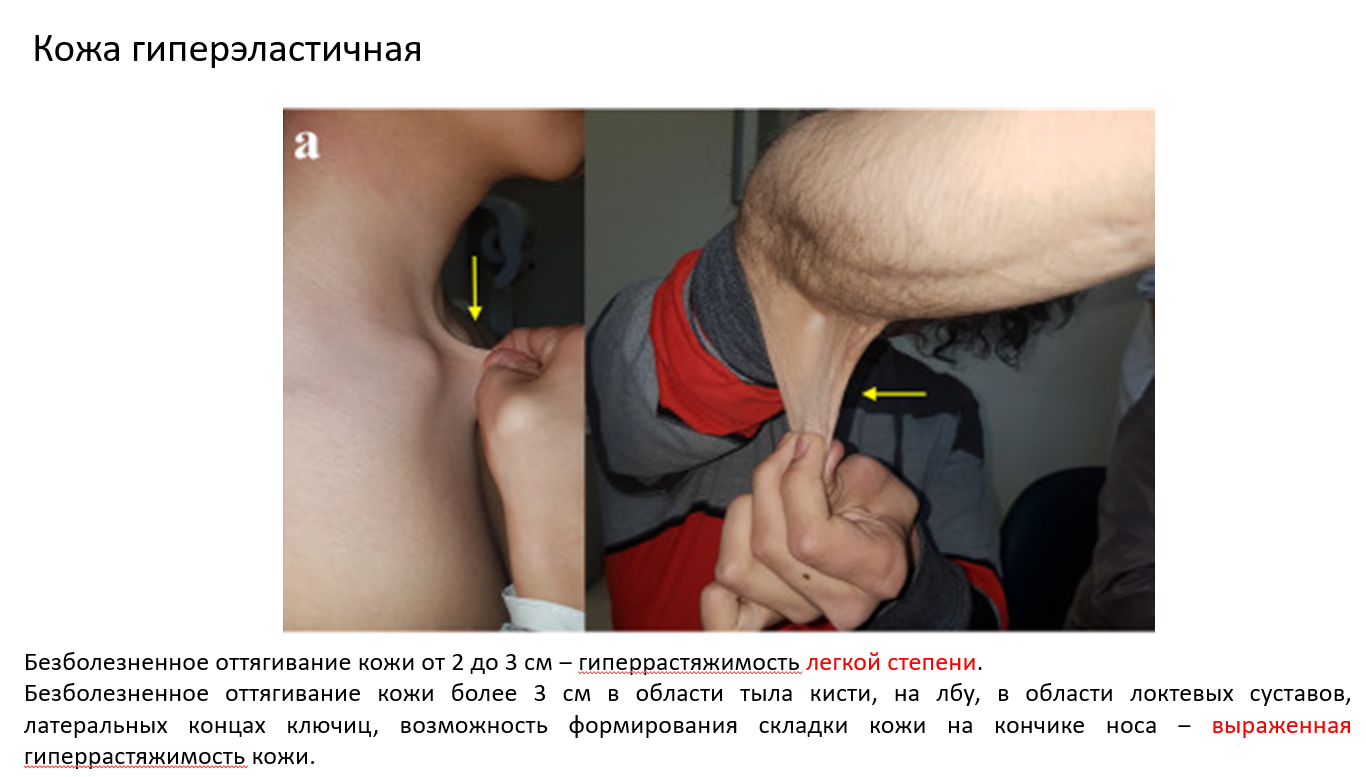 Кожа гиперэластичная
a
Безболезненное оттягивание кожи от 2 до 3 см – гиперрастяжимость легкой степени.
Безболезненное оттягивание кожи более 3 см в области тыла кисти, на лбу, в области локтевых суставов,
латеральных концах ключиц, возможность формирования складки кожи на кончике носа – выраженная
гиперрастяжимость кожи.